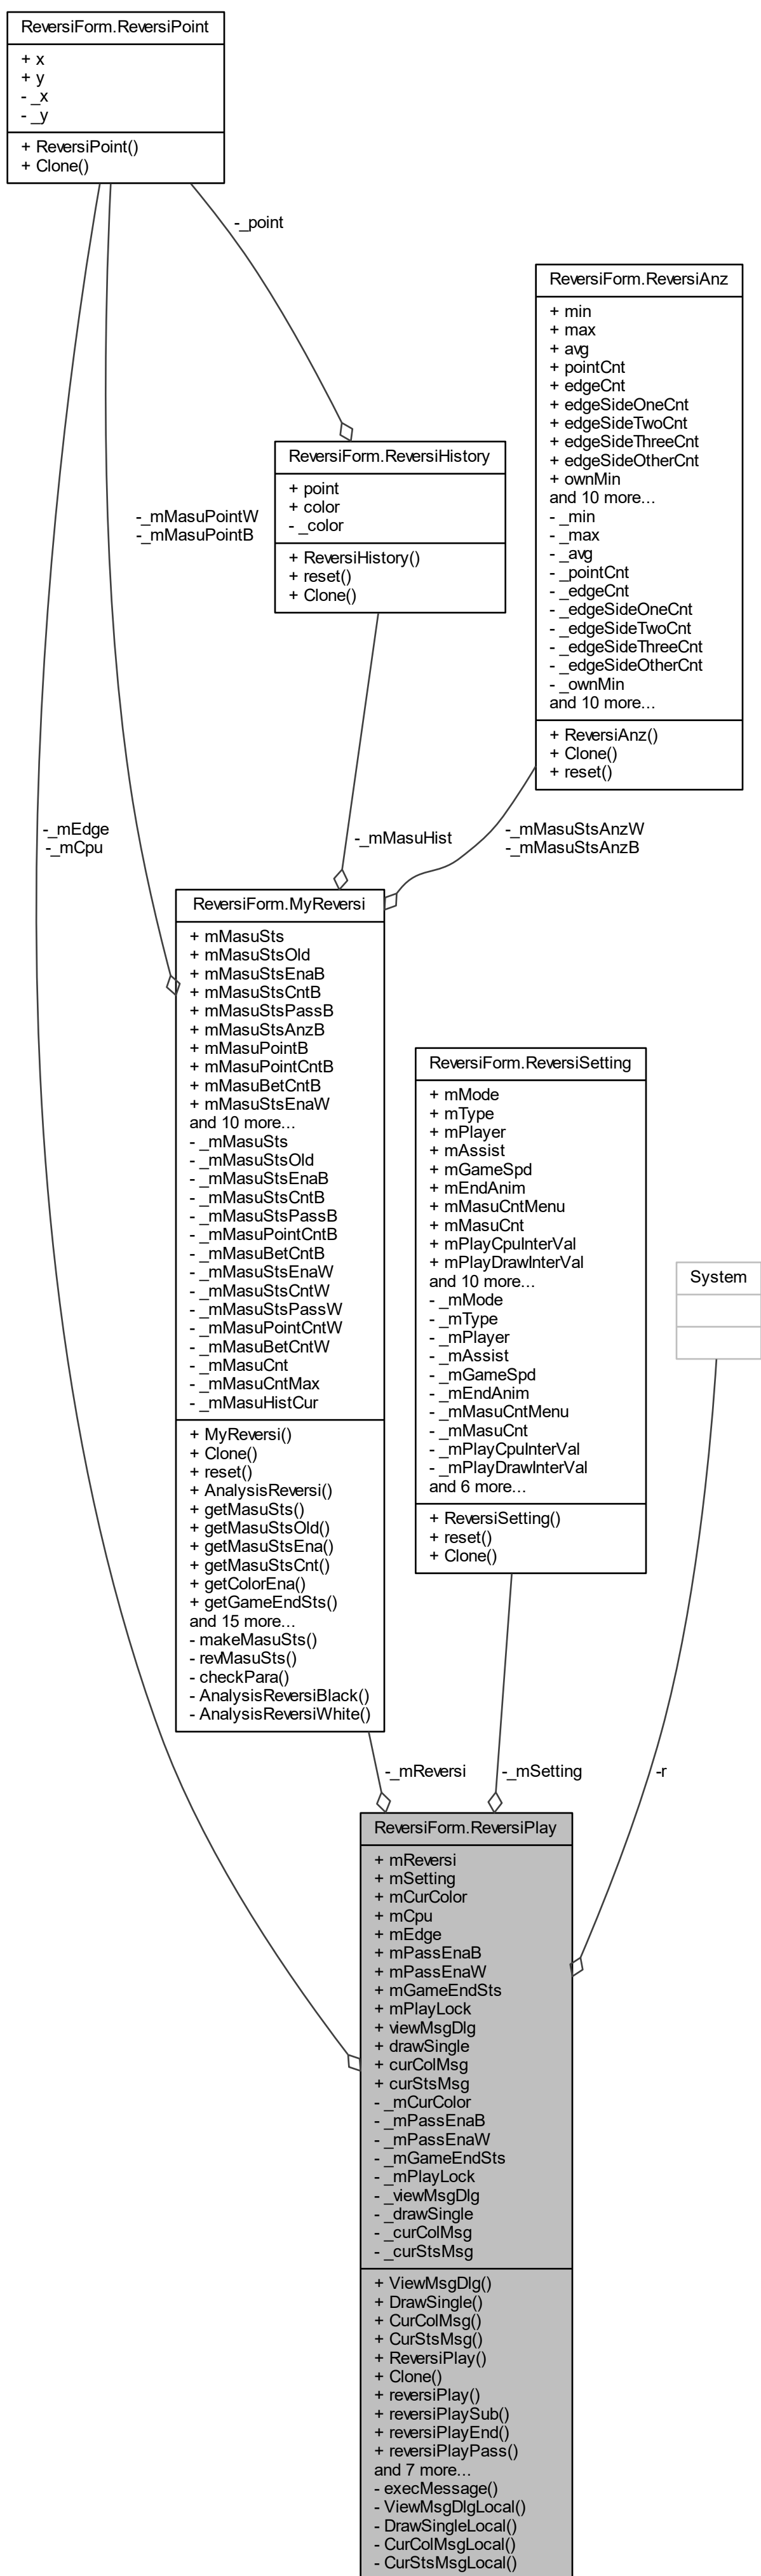 ReversiForm.ReversiPoint
+ x
+ y
- _x
- _y
+ ReversiPoint()
+ Clone()
-_point
ReversiForm.ReversiAnz
+ min
+ max
+ avg
+ pointCnt
+ edgeCnt
+ edgeSideOneCnt
+ edgeSideTwoCnt
+ edgeSideThreeCnt
+ edgeSideOtherCnt
+ ownMin
and 10 more...
- _min
- _max
- _avg
- _pointCnt
- _edgeCnt
- _edgeSideOneCnt
- _edgeSideTwoCnt
- _edgeSideThreeCnt
- _edgeSideOtherCnt
- _ownMin
and 10 more...
+ ReversiAnz()
+ Clone()
+ reset()
ReversiForm.ReversiHistory
+ point
+ color
- _color
+ ReversiHistory()
+ reset()
+ Clone()
-_mMasuPointW
-_mMasuPointB
-_mEdge
-_mCpu
-_mMasuHist
-_mMasuStsAnzW
-_mMasuStsAnzB
ReversiForm.MyReversi
+ mMasuSts
+ mMasuStsOld
+ mMasuStsEnaB
+ mMasuStsCntB
+ mMasuStsPassB
+ mMasuStsAnzB
+ mMasuPointB
+ mMasuPointCntB
+ mMasuBetCntB
+ mMasuStsEnaW
and 10 more...
- _mMasuSts
- _mMasuStsOld
- _mMasuStsEnaB
- _mMasuStsCntB
- _mMasuStsPassB
- _mMasuPointCntB
- _mMasuBetCntB
- _mMasuStsEnaW
- _mMasuStsCntW
- _mMasuStsPassW
- _mMasuPointCntW
- _mMasuBetCntW
- _mMasuCnt
- _mMasuCntMax
- _mMasuHistCur
+ MyReversi()
+ Clone()
+ reset()
+ AnalysisReversi()
+ getMasuSts()
+ getMasuStsOld()
+ getMasuStsEna()
+ getMasuStsCnt()
+ getColorEna()
+ getGameEndSts()
and 15 more...
- makeMasuSts()
- revMasuSts()
- checkPara()
- AnalysisReversiBlack()
- AnalysisReversiWhite()
ReversiForm.ReversiSetting
+ mMode
+ mType
+ mPlayer
+ mAssist
+ mGameSpd
+ mEndAnim
+ mMasuCntMenu
+ mMasuCnt
+ mPlayCpuInterVal
+ mPlayDrawInterVal
and 10 more...
- _mMode
- _mType
- _mPlayer
- _mAssist
- _mGameSpd
- _mEndAnim
- _mMasuCntMenu
- _mMasuCnt
- _mPlayCpuInterVal
- _mPlayDrawInterVal
and 6 more...
+ ReversiSetting()
+ reset()
+ Clone()
System
-_mReversi
-_mSetting
-r
ReversiForm.ReversiPlay
+ mReversi
+ mSetting
+ mCurColor
+ mCpu
+ mEdge
+ mPassEnaB
+ mPassEnaW
+ mGameEndSts
+ mPlayLock
+ viewMsgDlg
+ drawSingle
+ curColMsg
+ curStsMsg
- _mCurColor
- _mPassEnaB
- _mPassEnaW
- _mGameEndSts
- _mPlayLock
- _viewMsgDlg
- _drawSingle
- _curColMsg
- _curStsMsg
+ ViewMsgDlg()
+ DrawSingle()
+ CurColMsg()
+ CurStsMsg()
+ ReversiPlay()
+ Clone()
+ reversiPlay()
+ reversiPlaySub()
+ reversiPlayEnd()
+ reversiPlayPass()
and 7 more...
- execMessage()
- ViewMsgDlgLocal()
- DrawSingleLocal()
- CurColMsgLocal()
- CurStsMsgLocal()